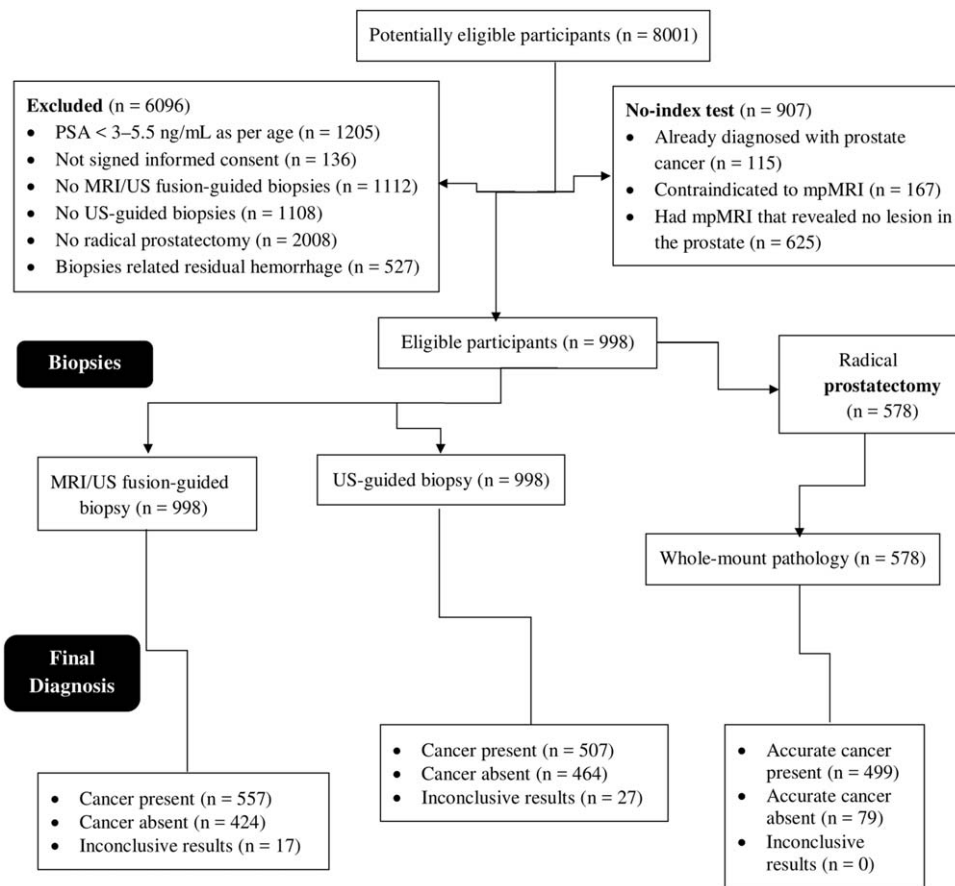 Potentially eligible participants (n = 8001)
Excluded (n = 6096)
• PSA < 3–5.5 ng/mL as per age (n = 1205)
• Not signed informed consent (n = 136)
• No MRI/US fusion-guided biopsies (n = 1112)
• No US-guided biopsies (n = 1108)
• No radical prostatectomy (n = 2008)
• Biopsies related residual hemorrhage (n = 527)
No-index test (n = 907)
• Already diagnosed with prostate
cancer (n = 115)
• Contraindicated to mpMRI (n = 167)
• Had mpMRI that revealed no lesion in
the prostate (n = 625)
Eligible participants (n = 998)
Biopsies
Radical
prostatectomy
(n = 578)
MRI/US fusion-guided
biopsy (n = 998)
US-guided biopsy (n = 998)
Whole-mount pathology (n = 578)
Final
Diagnosis
• Cancer present (n = 557)
• Cancer absent (n = 424)
• Inconclusive results (n = 17)
• Cancer present (n = 507)
• Cancer absent (n = 464)
• Inconclusive results (n = 27)
• Accurate cancer
present (n = 499)
• Accurate cancer
absent (n = 79)
• Inconclusive
results (n = 0)